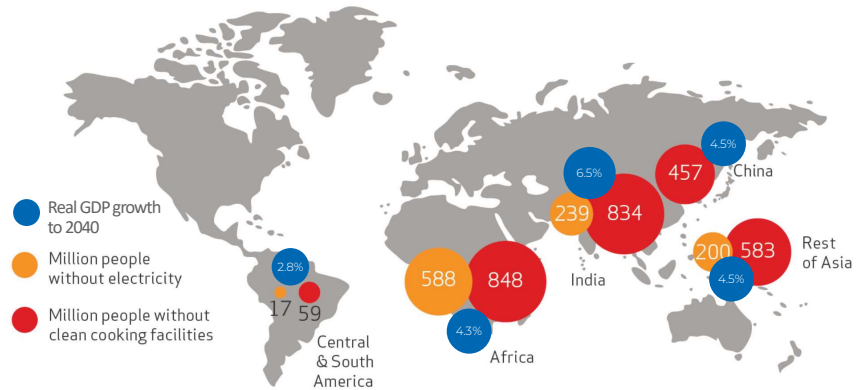 Real GDP growth
to 2040
Million people
without electricity
Million people without
clean cooking facilities
2.8%
17
59
Central
& South
America
588
848
4.3%
Africa
6.5%
239
834
India
457
4.5%
China
200
583
4.5%
Rest
of Asia